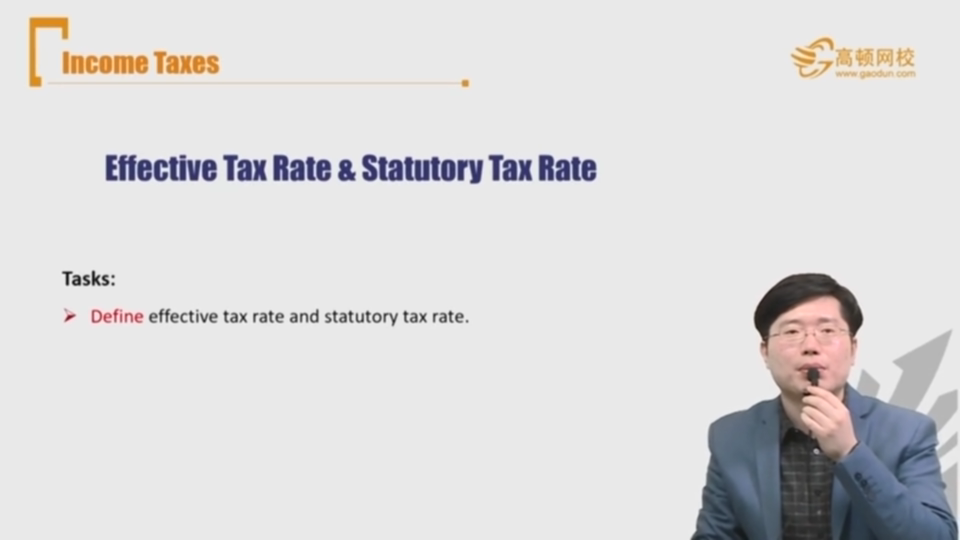 Income Taxes
高顿网校
www.gaodun.com
Effective Tax Rate & Statutory Tax Rate
Tasks:
Define effective tax rate and statutory tax rate.